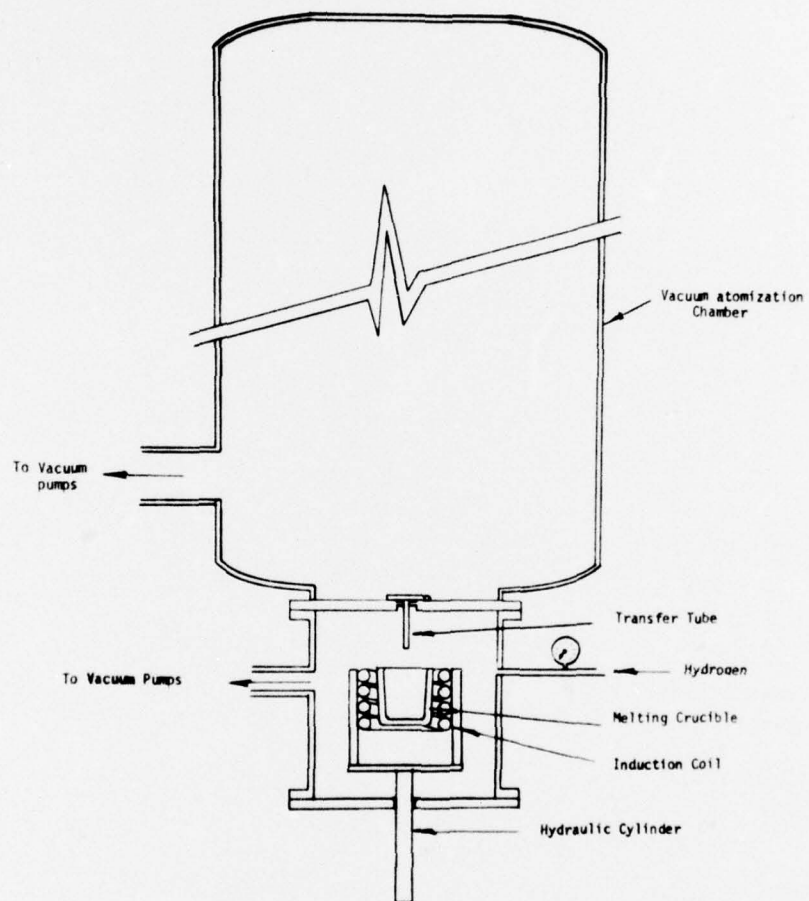 Vacuum atomization
Chamber
To Vacuum
pumps
Transfer Tube
To Vacuum Pumps
Hydrogen
Melting Crucible
Induction Coil
Hydraulic Cylinder